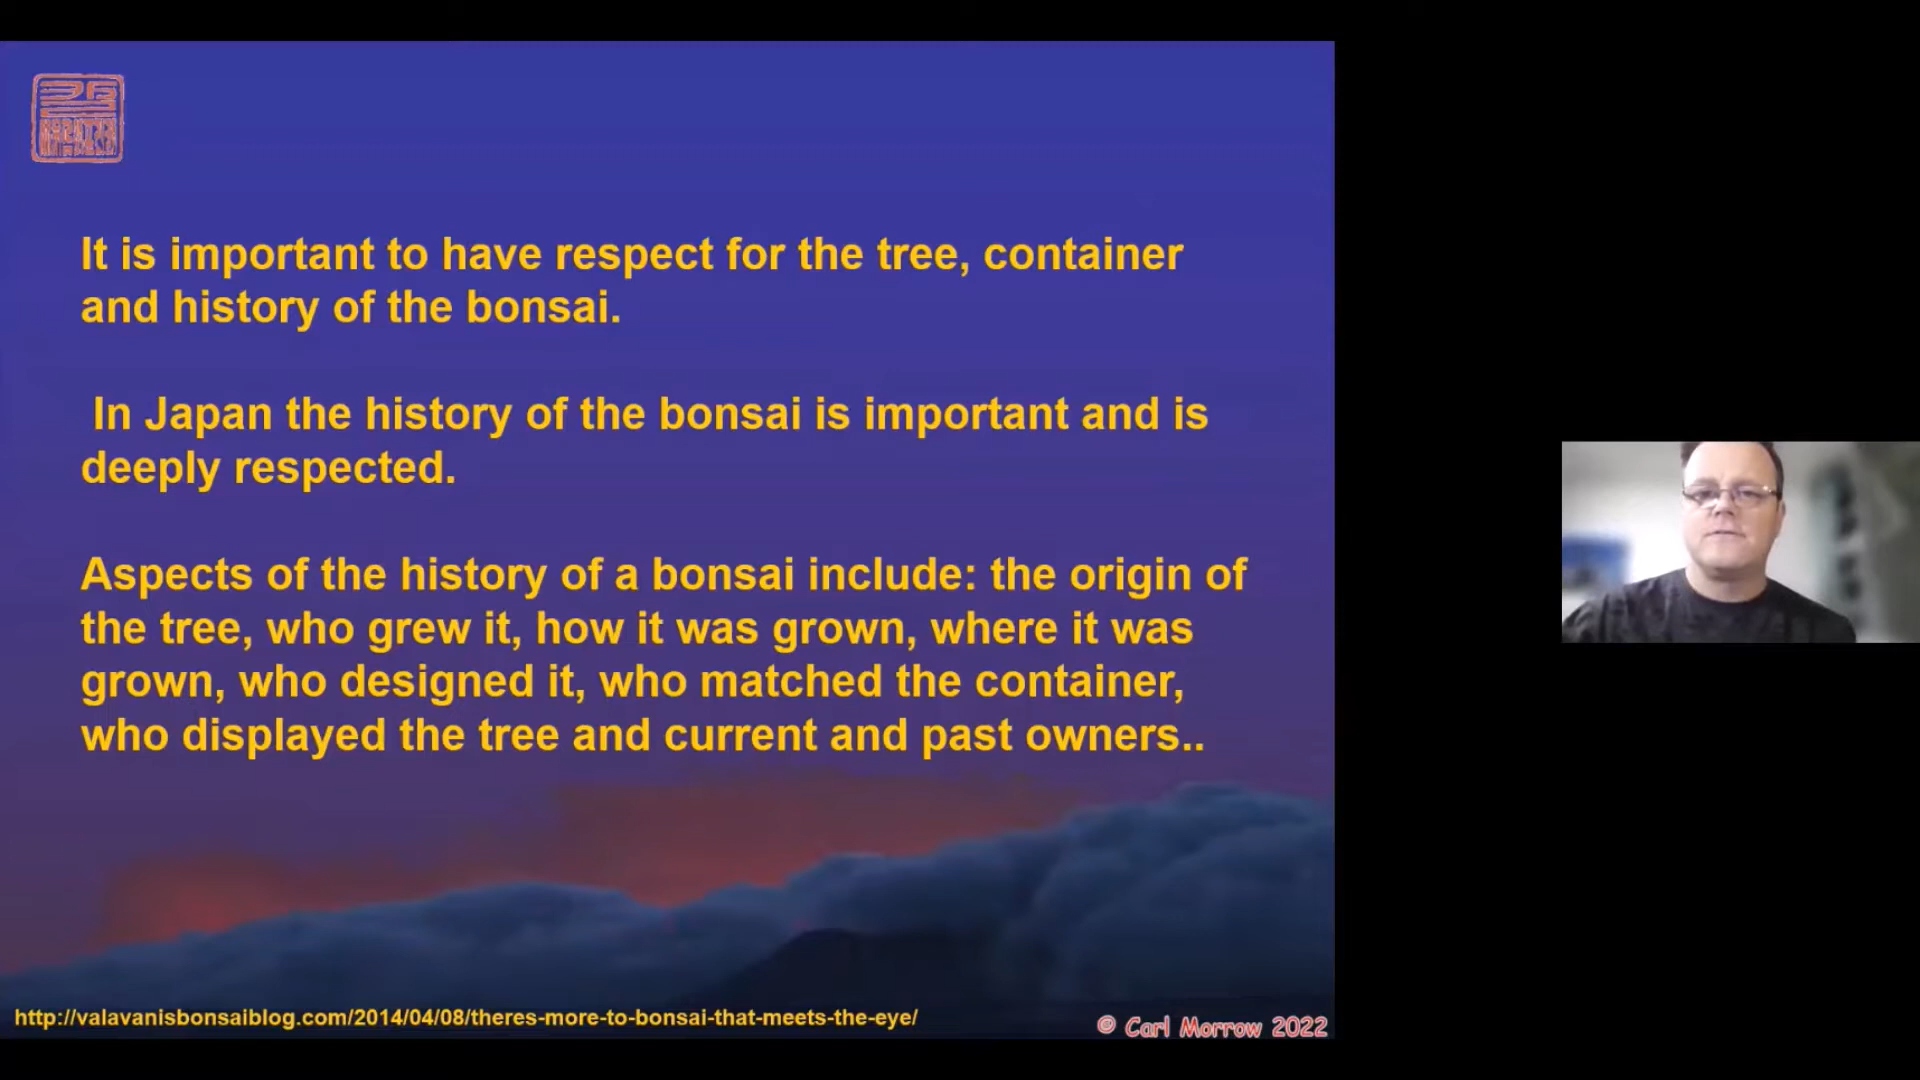 It is important to have respect for the tree, container
and history of the bonsai.
In Japan the history of the bonsai is important and is
deeply respected.
Aspects of the history of a bonsai include: the origin of
the tree, who grew it, how it was grown, where it was
grown, who designed it, who matched the container,
who displayed the tree and current and past owners..
http://valavanisbonsaiblog.com/2014/04/08/theres-more-to-bonsai-that-meets-the-eye/
© Carl Morrow 2022